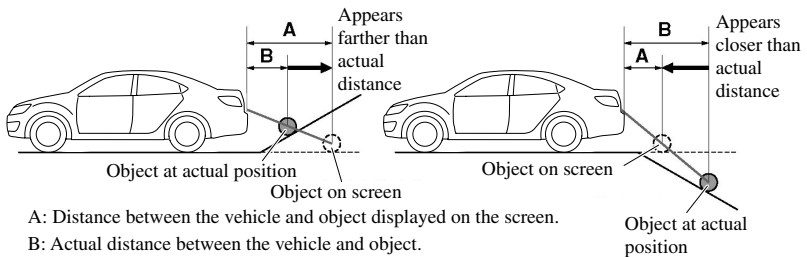 A
B
Appears
farther than
actual
distance
Object at actual position
Object on screen
B
A
Appears
closer than
actual
distance
Object on screen
Object at actual
position
A: Distance between the vehicle and object displayed on the screen.
B: Actual distance between the vehicle and object.